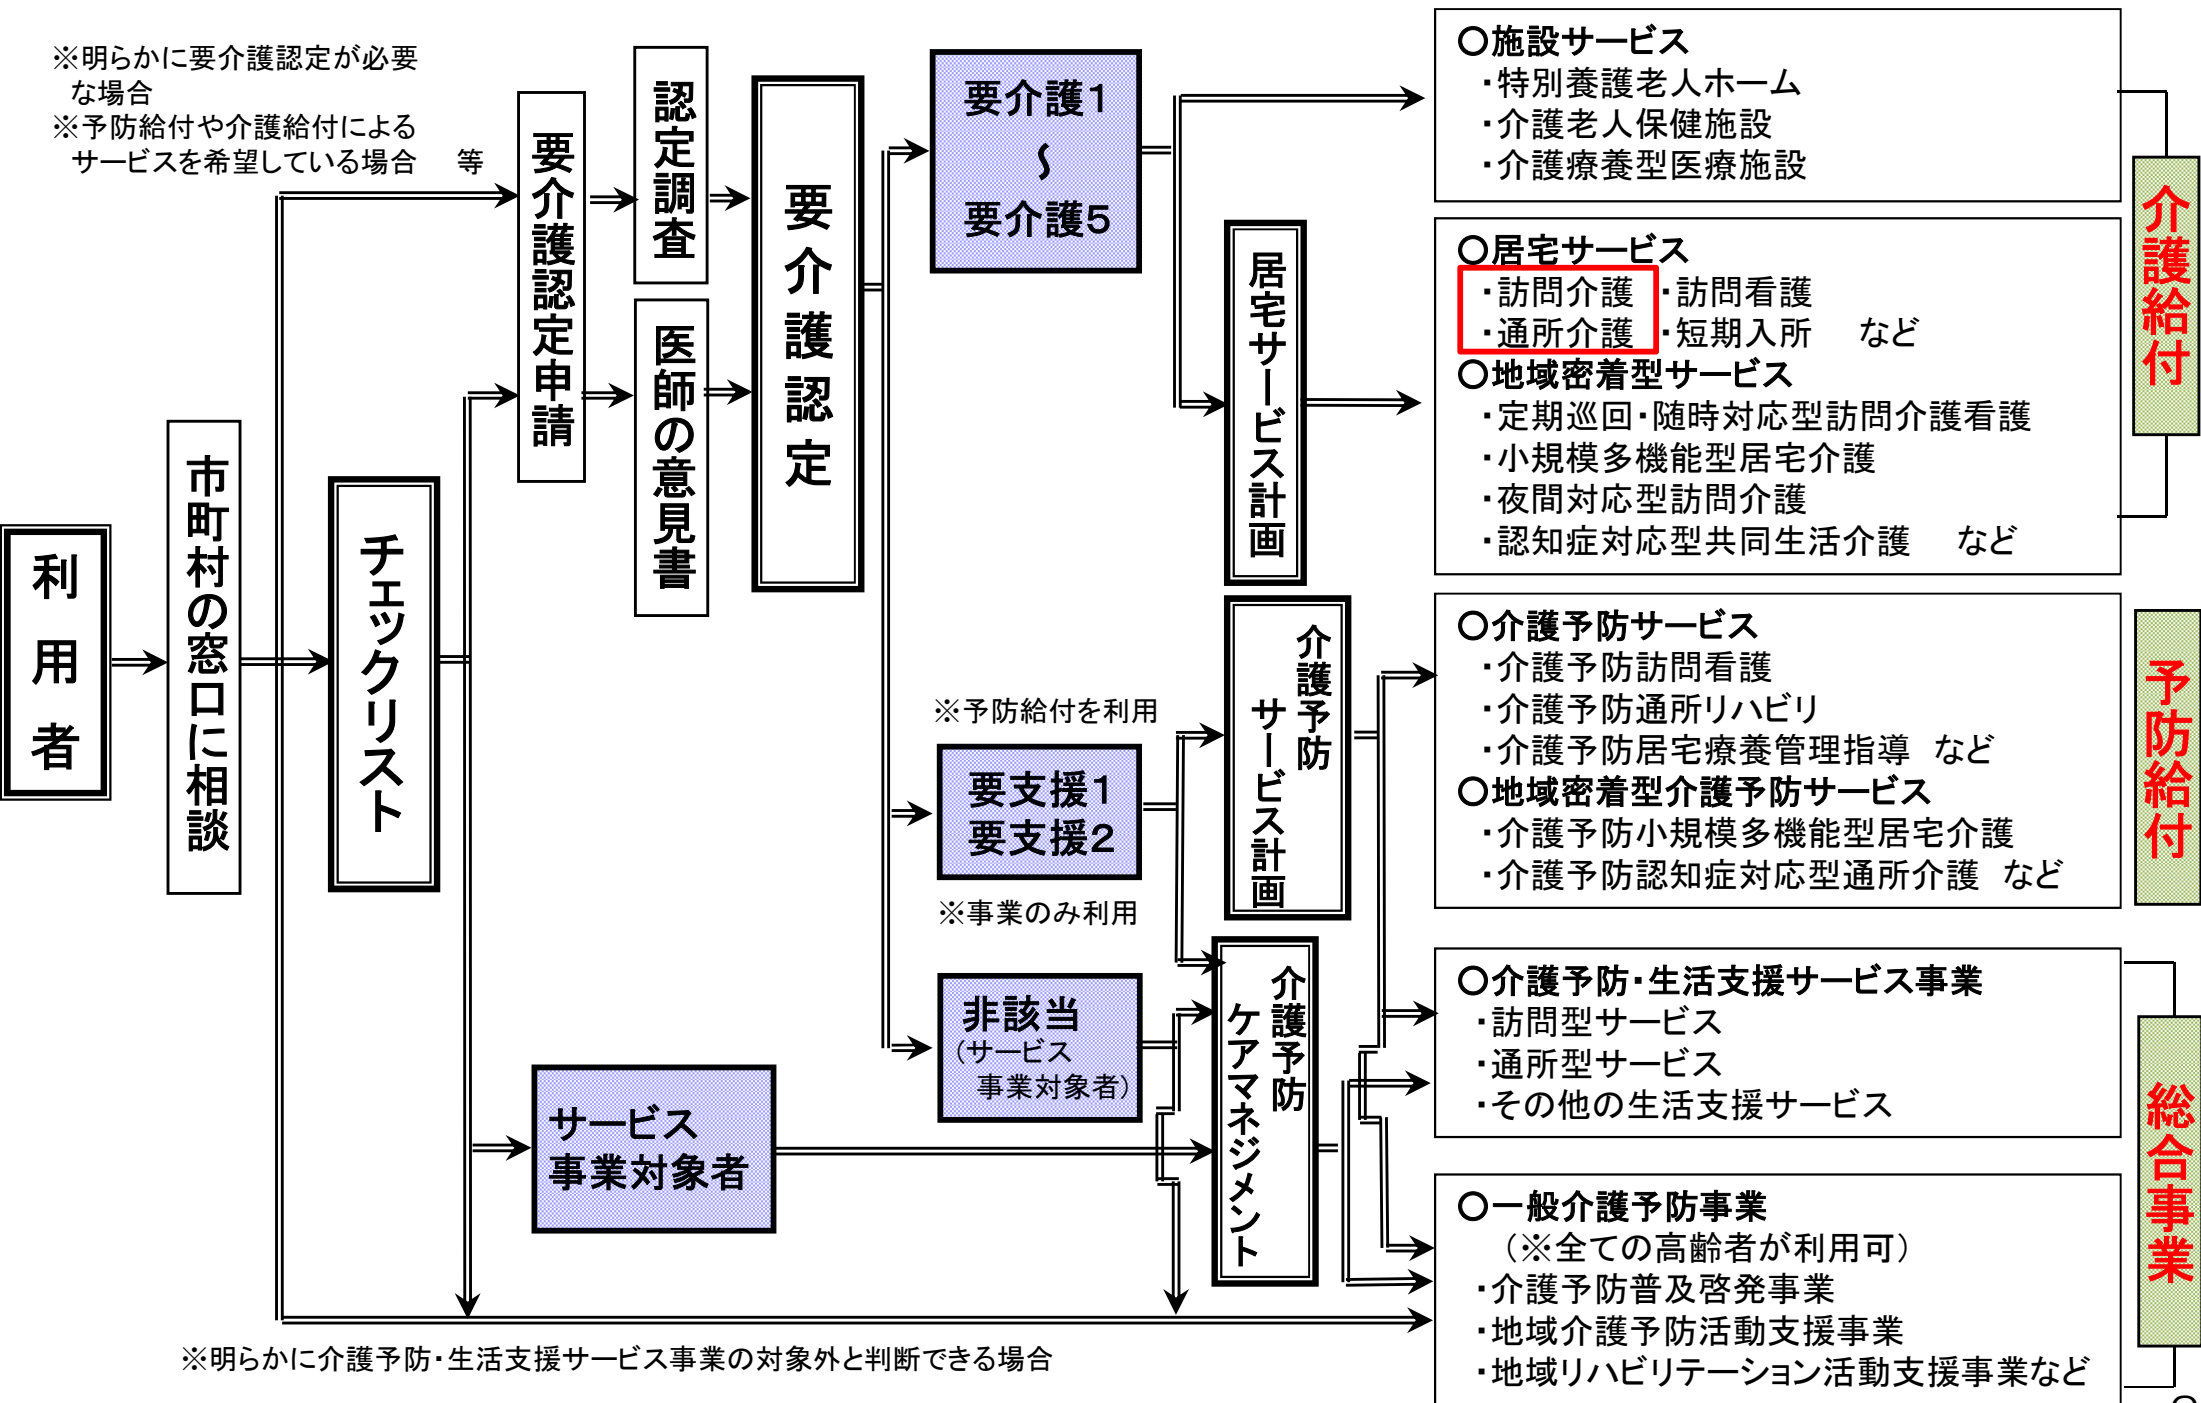 ※明らかに要介護認定が必要
な場合
※予防給付や介護給付による
サービスを希望している場合　等
利用者
市町村の窓口に相談
チェックリスト
要介護認定申請
認定調査
医師の意見書
要介護認定
要介護1
～
要介護5
※予防給付を利用
要支援1
要支援2
※事業のみ利用
非該当
（サービス
事業対象者）
サービス
事業対象者
居宅サービス計画
介護予防
サービス計画
介護予防
ケアマネジメント
○施設サービス
・特別養護老人ホーム
・介護老人保健施設
・介護療養型医療施設
○居宅サービス
・訪問介護　・訪問看護
・通所介護　・短期入所　など
○地域密着型サービス
・定期巡回・随時対応型訪問介護看護
・小規模多機能型居宅介護
・夜間対応型訪問介護
・認知症対応型共同生活介護　など
介護給付
○介護予防サービス
・介護予防訪問看護
・介護予防通所リハビリ
・介護予防居宅療養管理指導　など
○地域密着型介護予防サービス
・介護予防小規模多機能型居宅介護
・介護予防認知症対応型通所介護　など
予防給付
○介護予防・生活支援サービス事業
・訪問型サービス
・通所型サービス
・その他の生活支援サービス
○一般介護予防事業
（※全ての高齢者が利用可）
・介護予防普及啓発事業
・地域介護予防活動支援事業
・地域リハビリテーション活動支援事業など
総合事業
※明らかに介護予防・生活支援サービス事業の対象外と判断できる場合